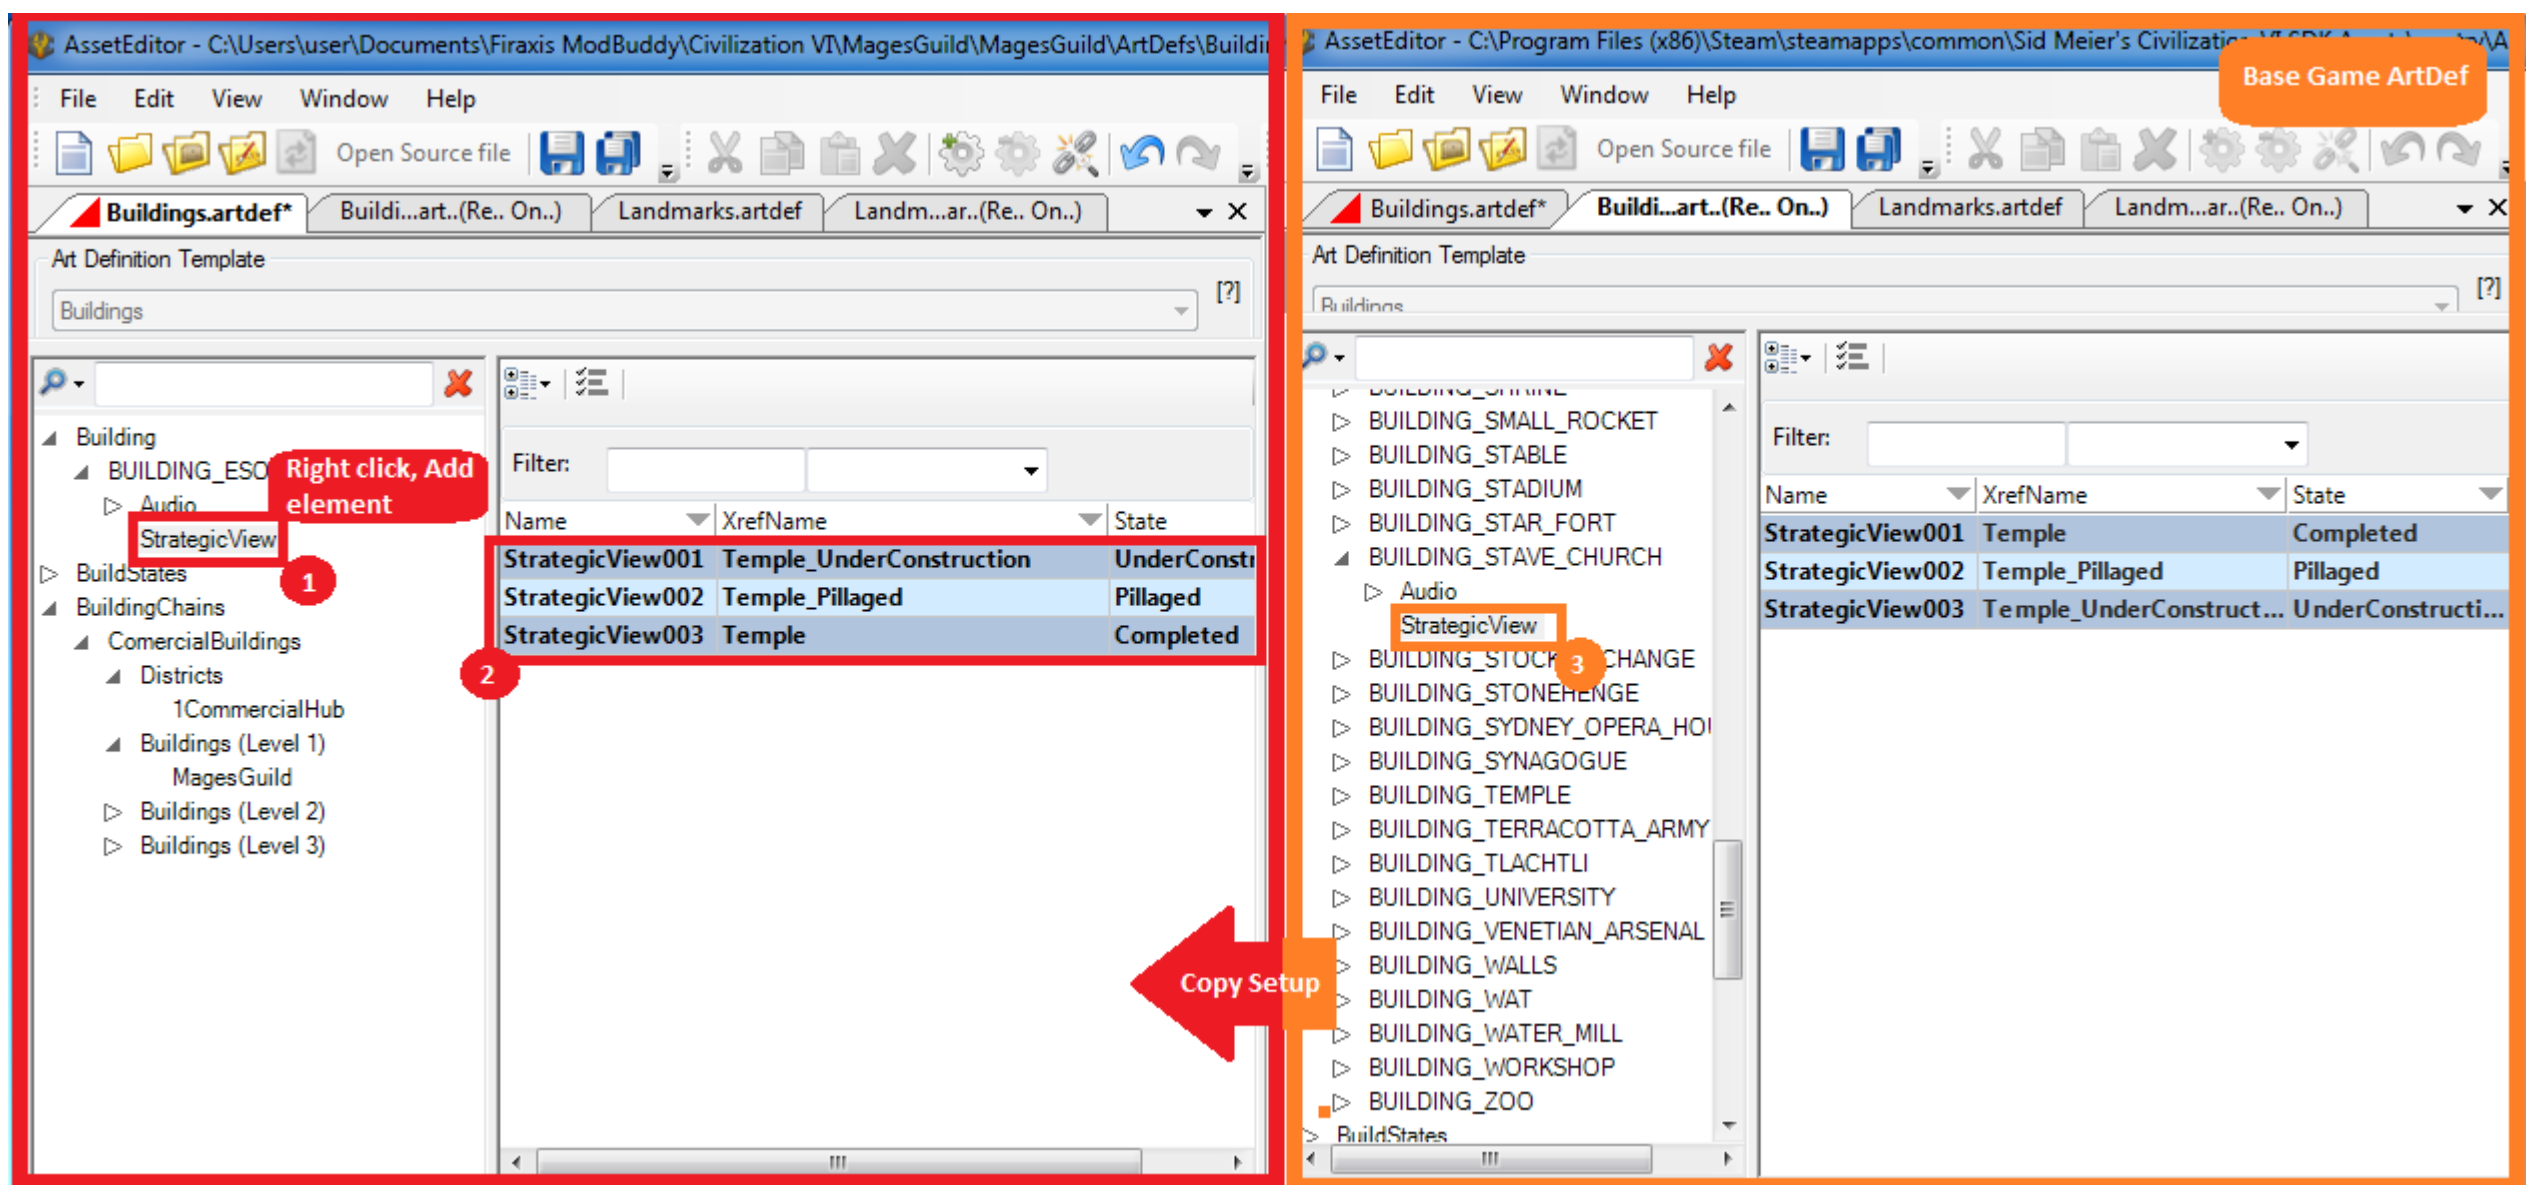 AssetEditor - C:\Users\user\Documents\Firaxis ModBuddy\Civilization VI\MagesGuild\MagesGuild\ArtDefs\Buildi
File Edit View Window Help
Open Source file
Buildings.artdef* Buildi...art..(Re.. On..) Landmarks.artdef Landm...ar..(Re.. On..)
Art Definition Template
Buildings
[?]
Building
BUILDING_ESO
Audio
StrategicView
BuildStates
BuildingChains
ComercialBuildings
Districts
1CommercialHub
Buildings (Level 1)
MagesGuild
Buildings (Level 2)
Buildings (Level 3)
Right click, Add
element
1
2
Filter:
Name XrefName State
StrategicView001 Temple_UnderConstruction UnderConstr
StrategicView002 Temple_Pillaged Pillaged
StrategicView003 Temple Completed
Copy Setup
AssetEditor - C:\Program Files (x86)\Steam\steamapps\common\Sid Meier's Civilization
Base Game ArtDef
File Edit View Window Help
Open Source file
Buildings.artdef* Buildi...art..(Re.. On..) Landmarks.artdef Landm...ar..(Re.. On..)
Art Definition Template
Buildings
[?]
BUILDING_SHRINE
BUILDING_SMALL_ROCKET
BUILDING_STABLE
BUILDING_STADIUM
BUILDING_STAR_FORT
BUILDING_STAVE_CHURCH
Audio
StrategicView
3
BUILDING_STOCK CHANGE
BUILDING_STONEHENGE
BUILDING_SYDNEY_OPERA_HOU
BUILDING_SYNAGOGUE
BUILDING_TEMPLE
BUILDING_TERRACOTTA_ARMY
BUILDING_TLACHTLI
BUILDING_UNIVERSITY
BUILDING_VENETIAN_ARSENAL
BUILDING_WALLS
BUILDING_WAT
BUILDING_WATER_MILL
BUILDING_WORKSHOP
BUILDING_ZOO
BuildStates
Filter:
Name XrefName State
StrategicView001 Temple Completed
StrategicView002 Temple_Pillaged Pillaged
StrategicView003 Temple_UnderConstruct... UnderConstructi...